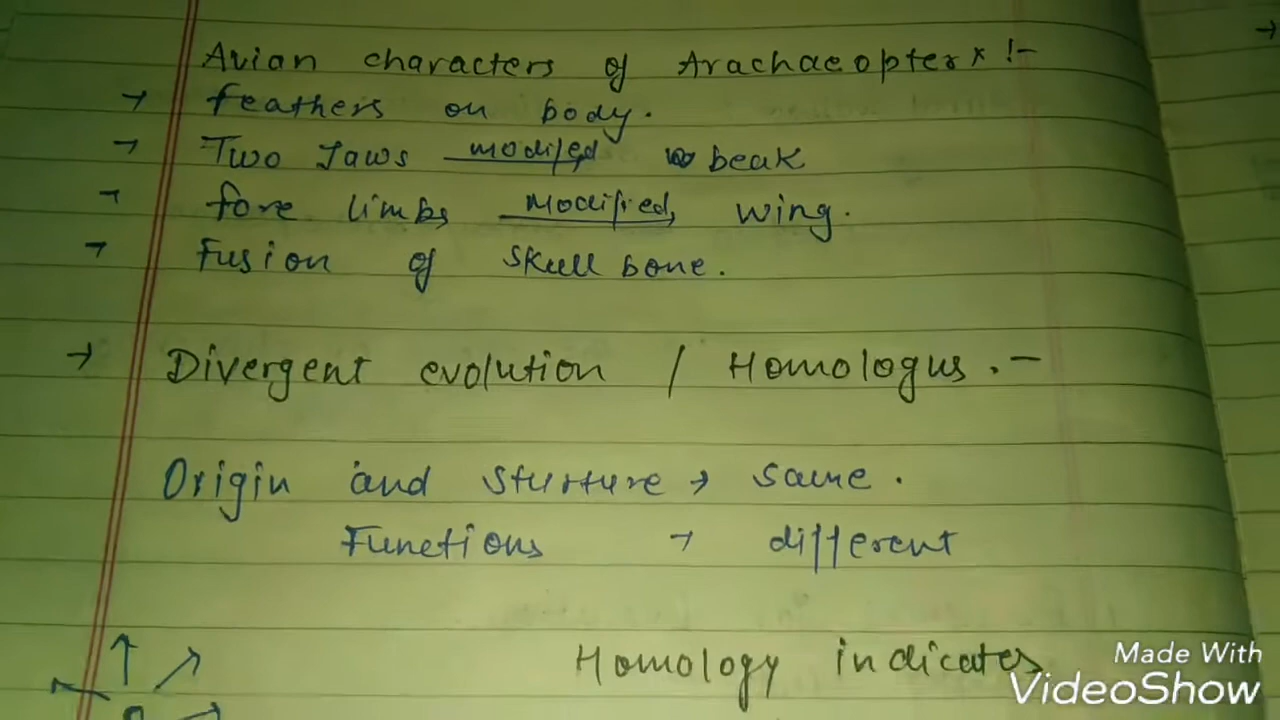 Avian characters of Arachaeopterx !-
→ feathers on body.
→ Two Jaws modified beak
→ fore limbs modified wing.
→ Fusion of skull bone.
→ Divergent evolution / Homologus. -
Origin and sturture → same.
Functions → different
Homology indicates
Made With
VideoShow